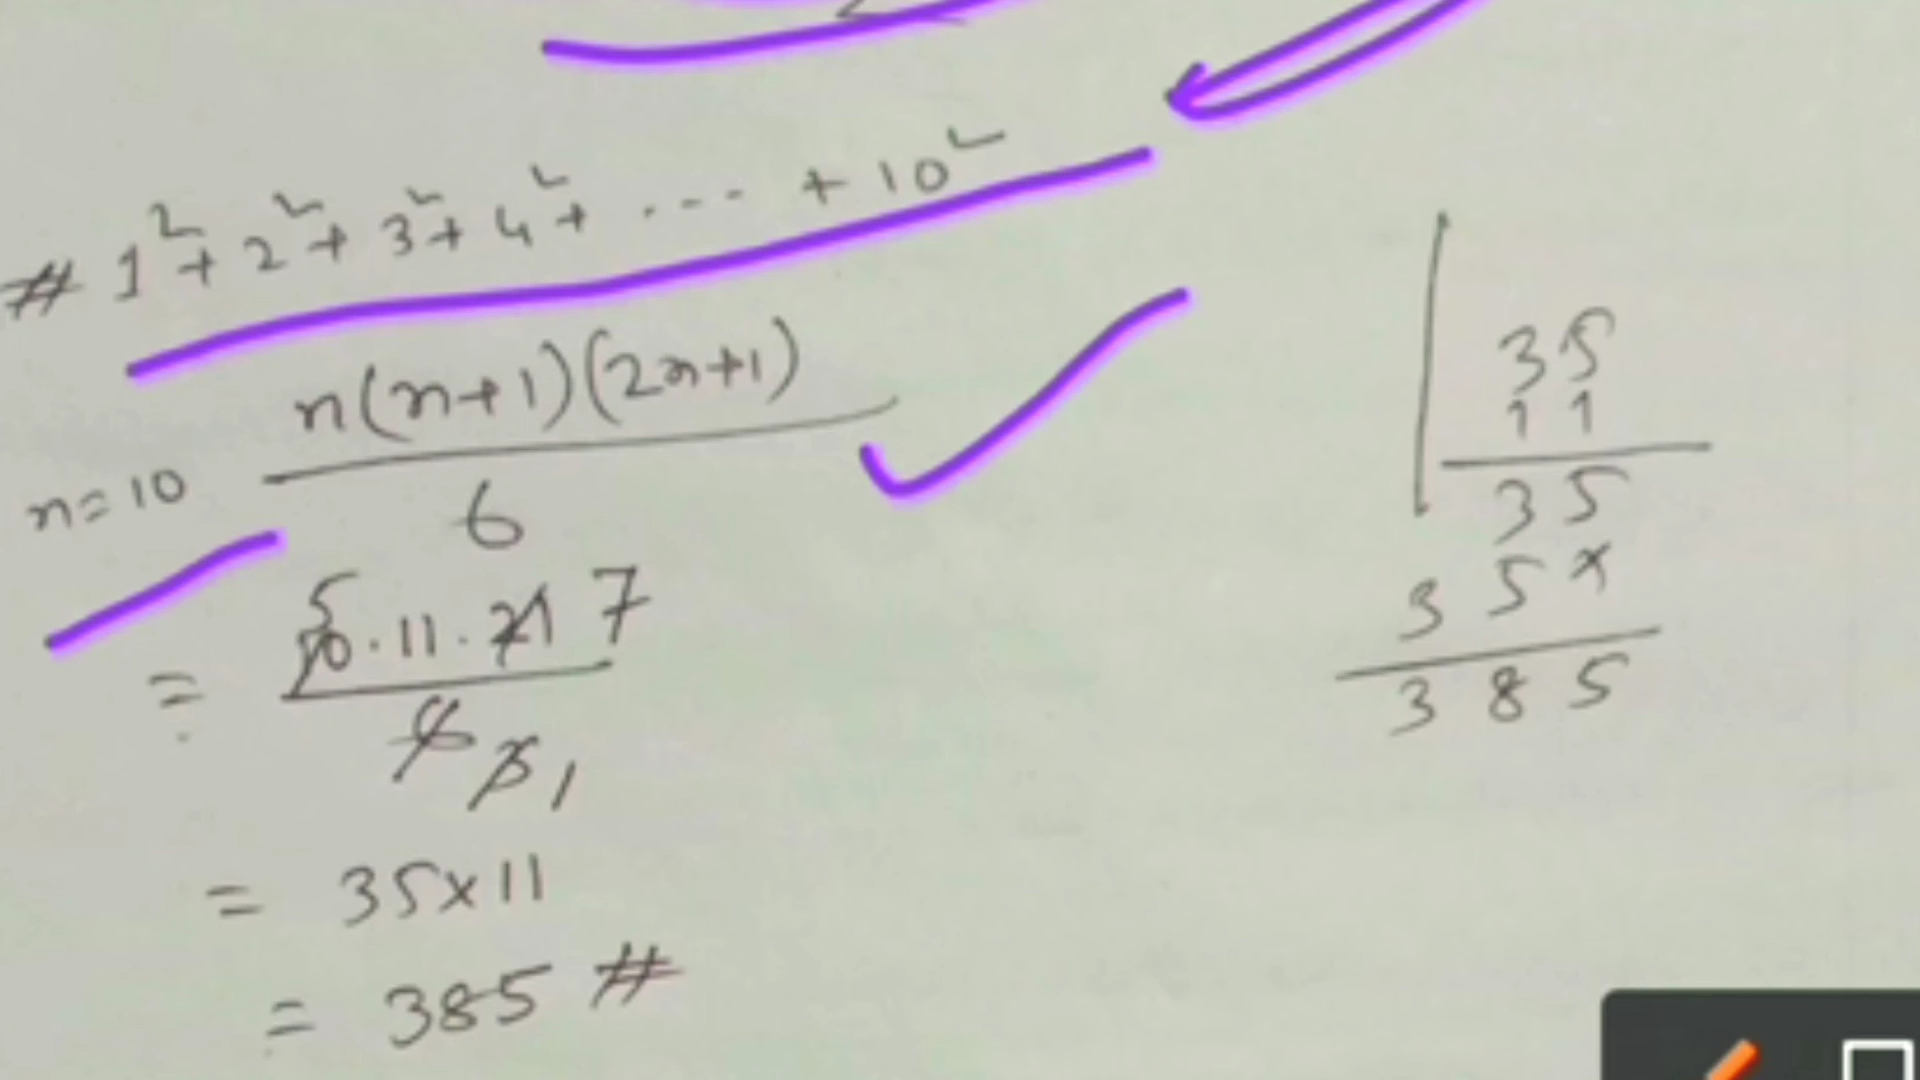 # 1² + 2² + 3² + 4² + ... + 10²
n(n+1)(2n+1)
n=10
6
5
10 . 11 . 21 7
=
6 3 1
= 35 x 11
= 385 #
35
11
35
35x
385